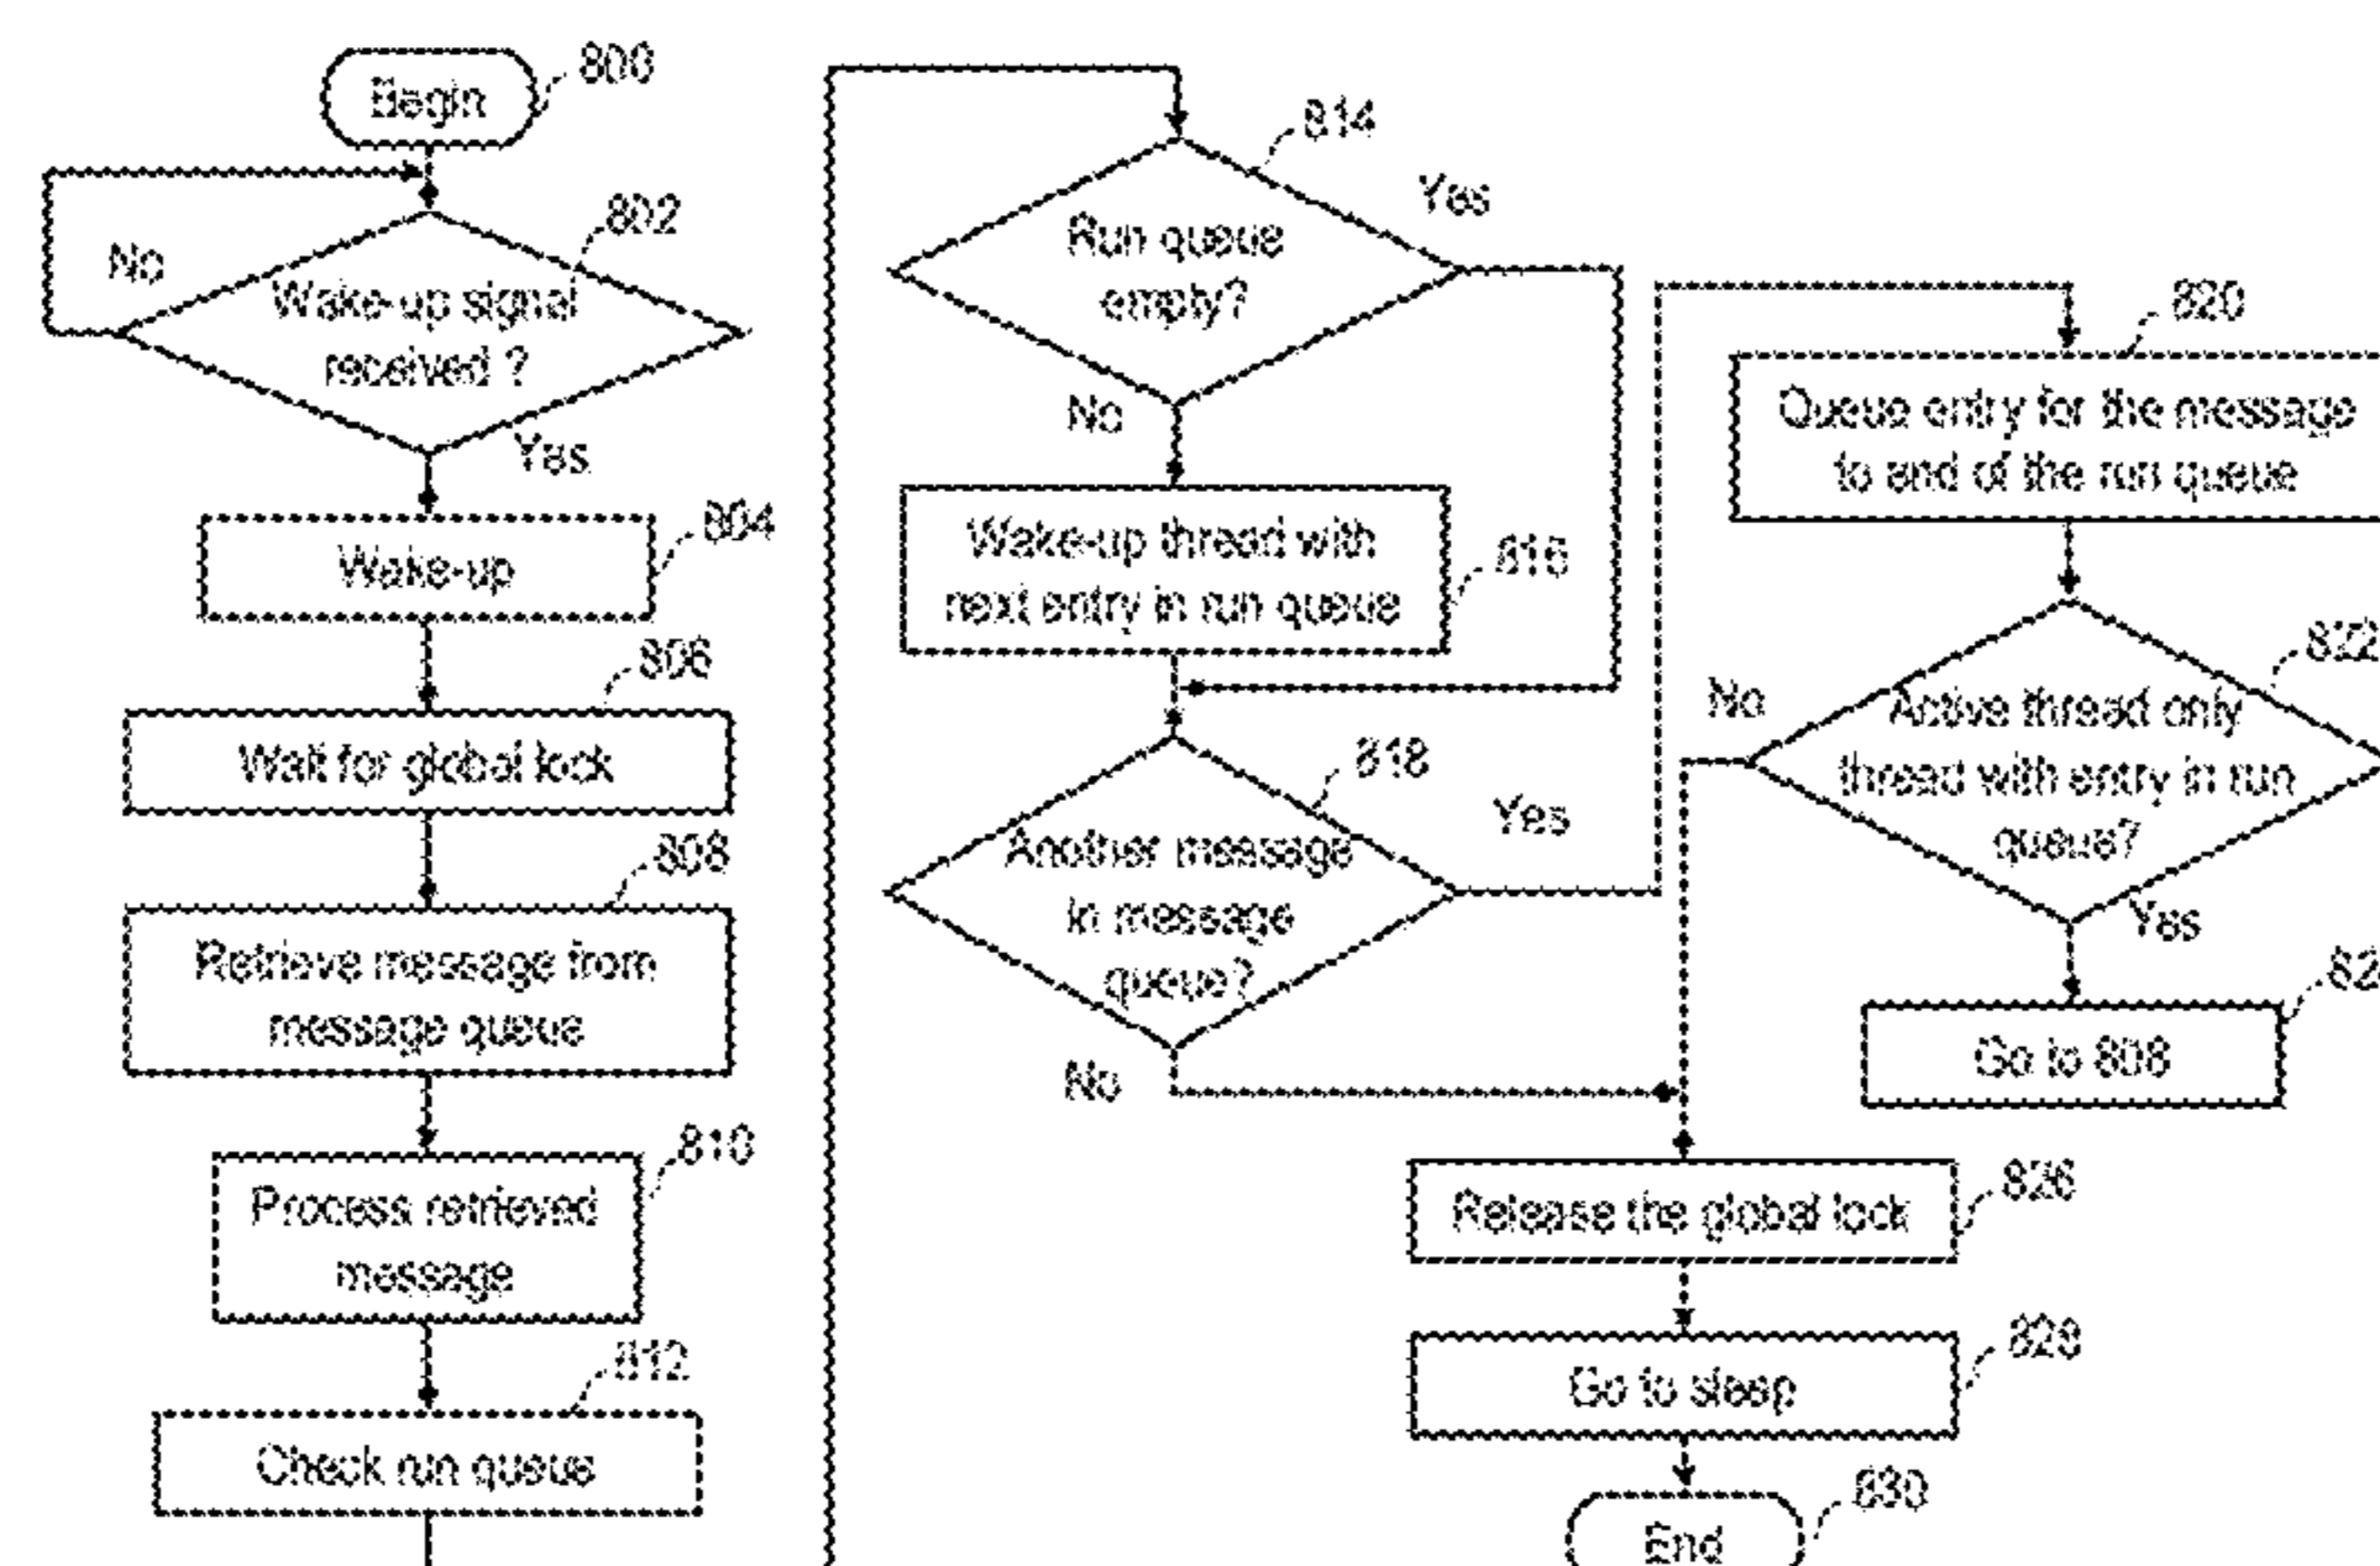 Begin
800
No
802
Wake-up signal
received ?
Yes
804
Wake-up
806
Wait for global lock
808
Retrieve message from
message queue
810
Process retrieved
message
812
Check run queue
814
Yes
Run queue
empty?
No
Wake-up thread with
next entry in run queue
816
818
Yes
Another message
in message
queue?
No
820
Queue entry for the message
to end of the run queue
822
No
Active thread only
thread with entry in run
queue?
Yes
Go to 808
826
Release the global lock
828
Go to sleep
830
End